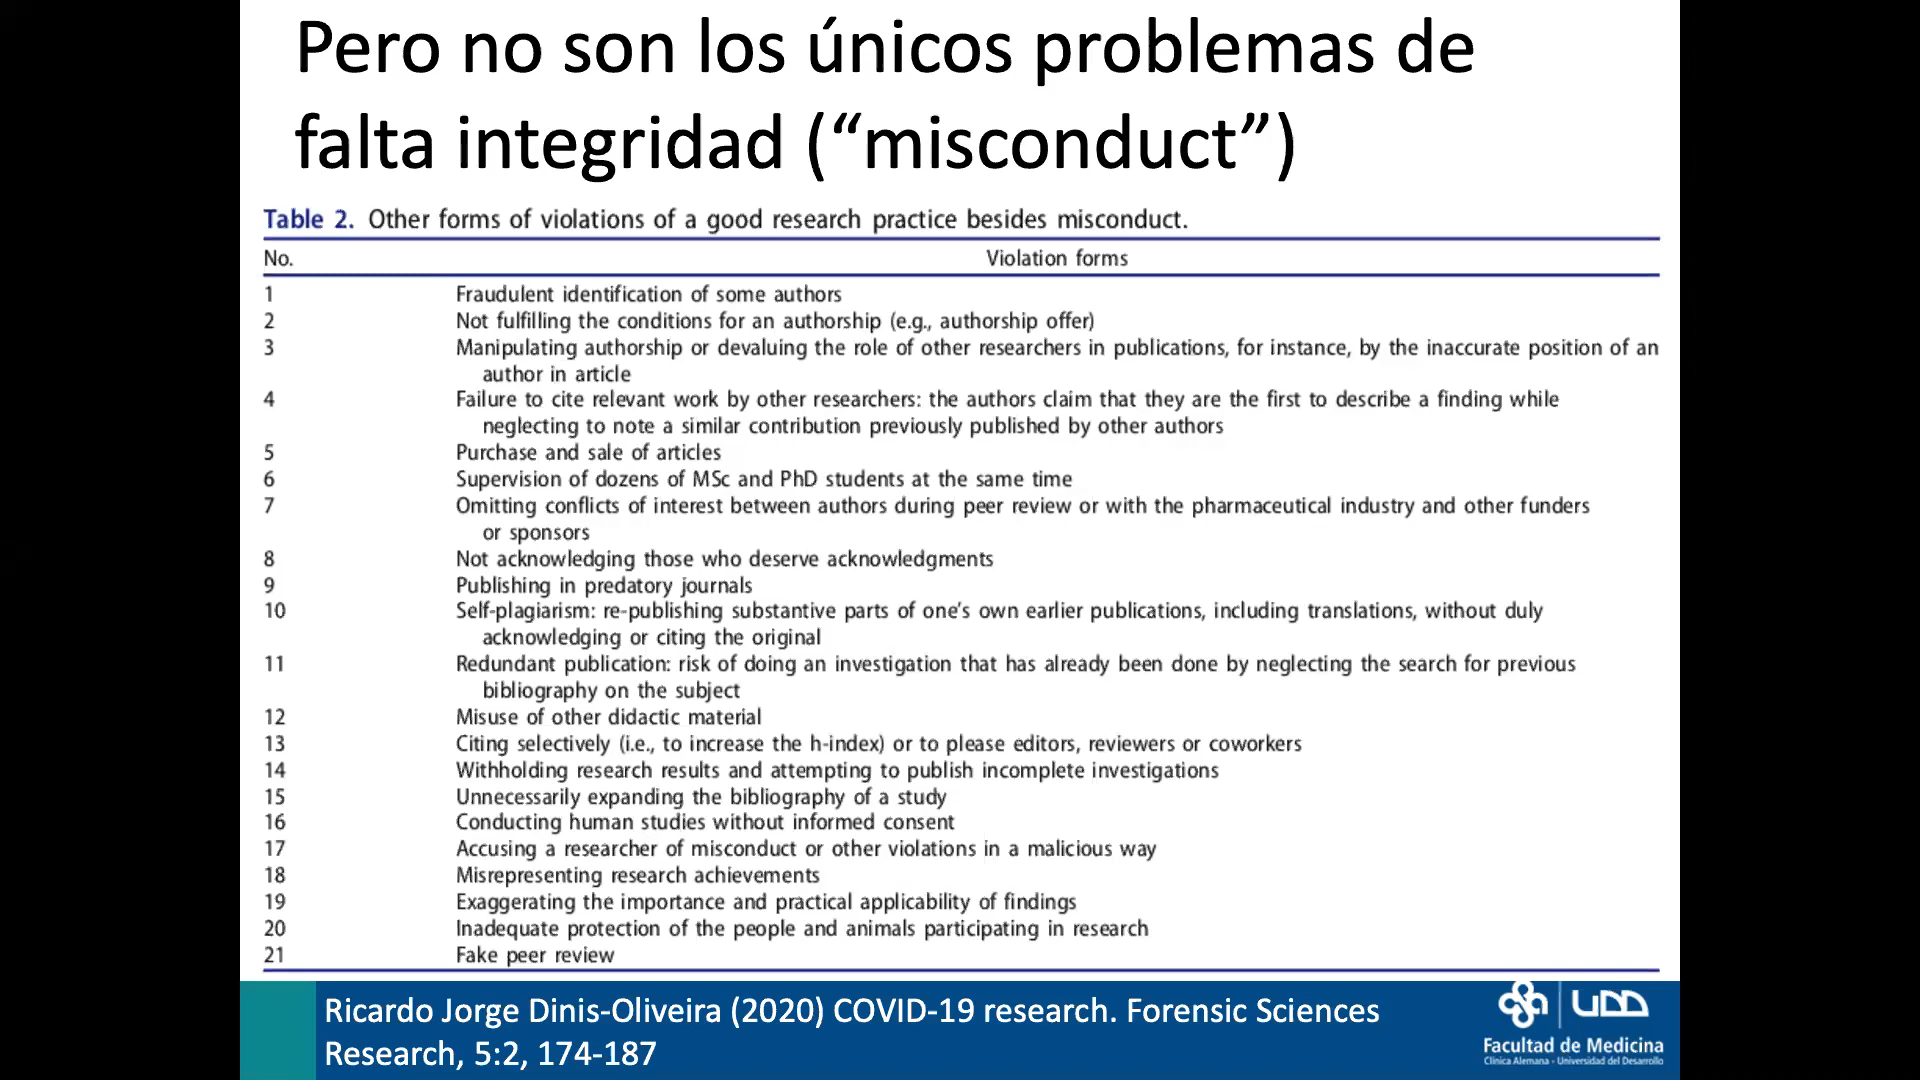 Pero no son los únicos problemas de
falta integridad (“misconduct”)
Table 2. Other forms of violations of a good research practice besides misconduct.
No. Violation forms
1 Fraudulent identification of some authors
2 Not fulfilling the conditions for an authorship (e.g., authorship offer)
3 Manipulating authorship or devaluing the role of other researchers in publications, for instance, by the inaccurate position of an
author in article
4 Failure to cite relevant work by other researchers: the authors claim that they are the first to describe a finding while
neglecting to note a similar contribution previously published by other authors
5 Purchase and sale of articles
6 Supervision of dozens of MSc and PhD students at the same time
7 Omitting conflicts of interest between authors during peer review or with the pharmaceutical industry and other funders
or sponsors
8 Not acknowledging those who deserve acknowledgments
9 Publishing in predatory journals
10 Self-plagiarism: re-publishing substantive parts of one’s own earlier publications, including translations, without duly
acknowledging or citing the original
11 Redundant publication: risk of doing an investigation that has already been done by neglecting the search for previous
bibliography on the subject
12 Misuse of other didactic material
13 Citing selectively (i.e., to increase the h-index) or to please editors, reviewers or coworkers
14 Withholding research results and attempting to publish incomplete investigations
15 Unnecessarily expanding the bibliography of a study
16 Conducting human studies without informed consent
17 Accusing a researcher of misconduct or other violations in a malicious way
18 Misrepresenting research achievements
19 Exaggerating the importance and practical applicability of findings
20 Inadequate protection of the people and animals participating in research
21 Fake peer review
Ricardo Jorge Dinis-Oliveira (2020) COVID-19 research. Forensic Sciences
Research, 5:2, 174-187
UDD
Facultad de Medicina
Clínica Alemana - Universidad del Desarrollo